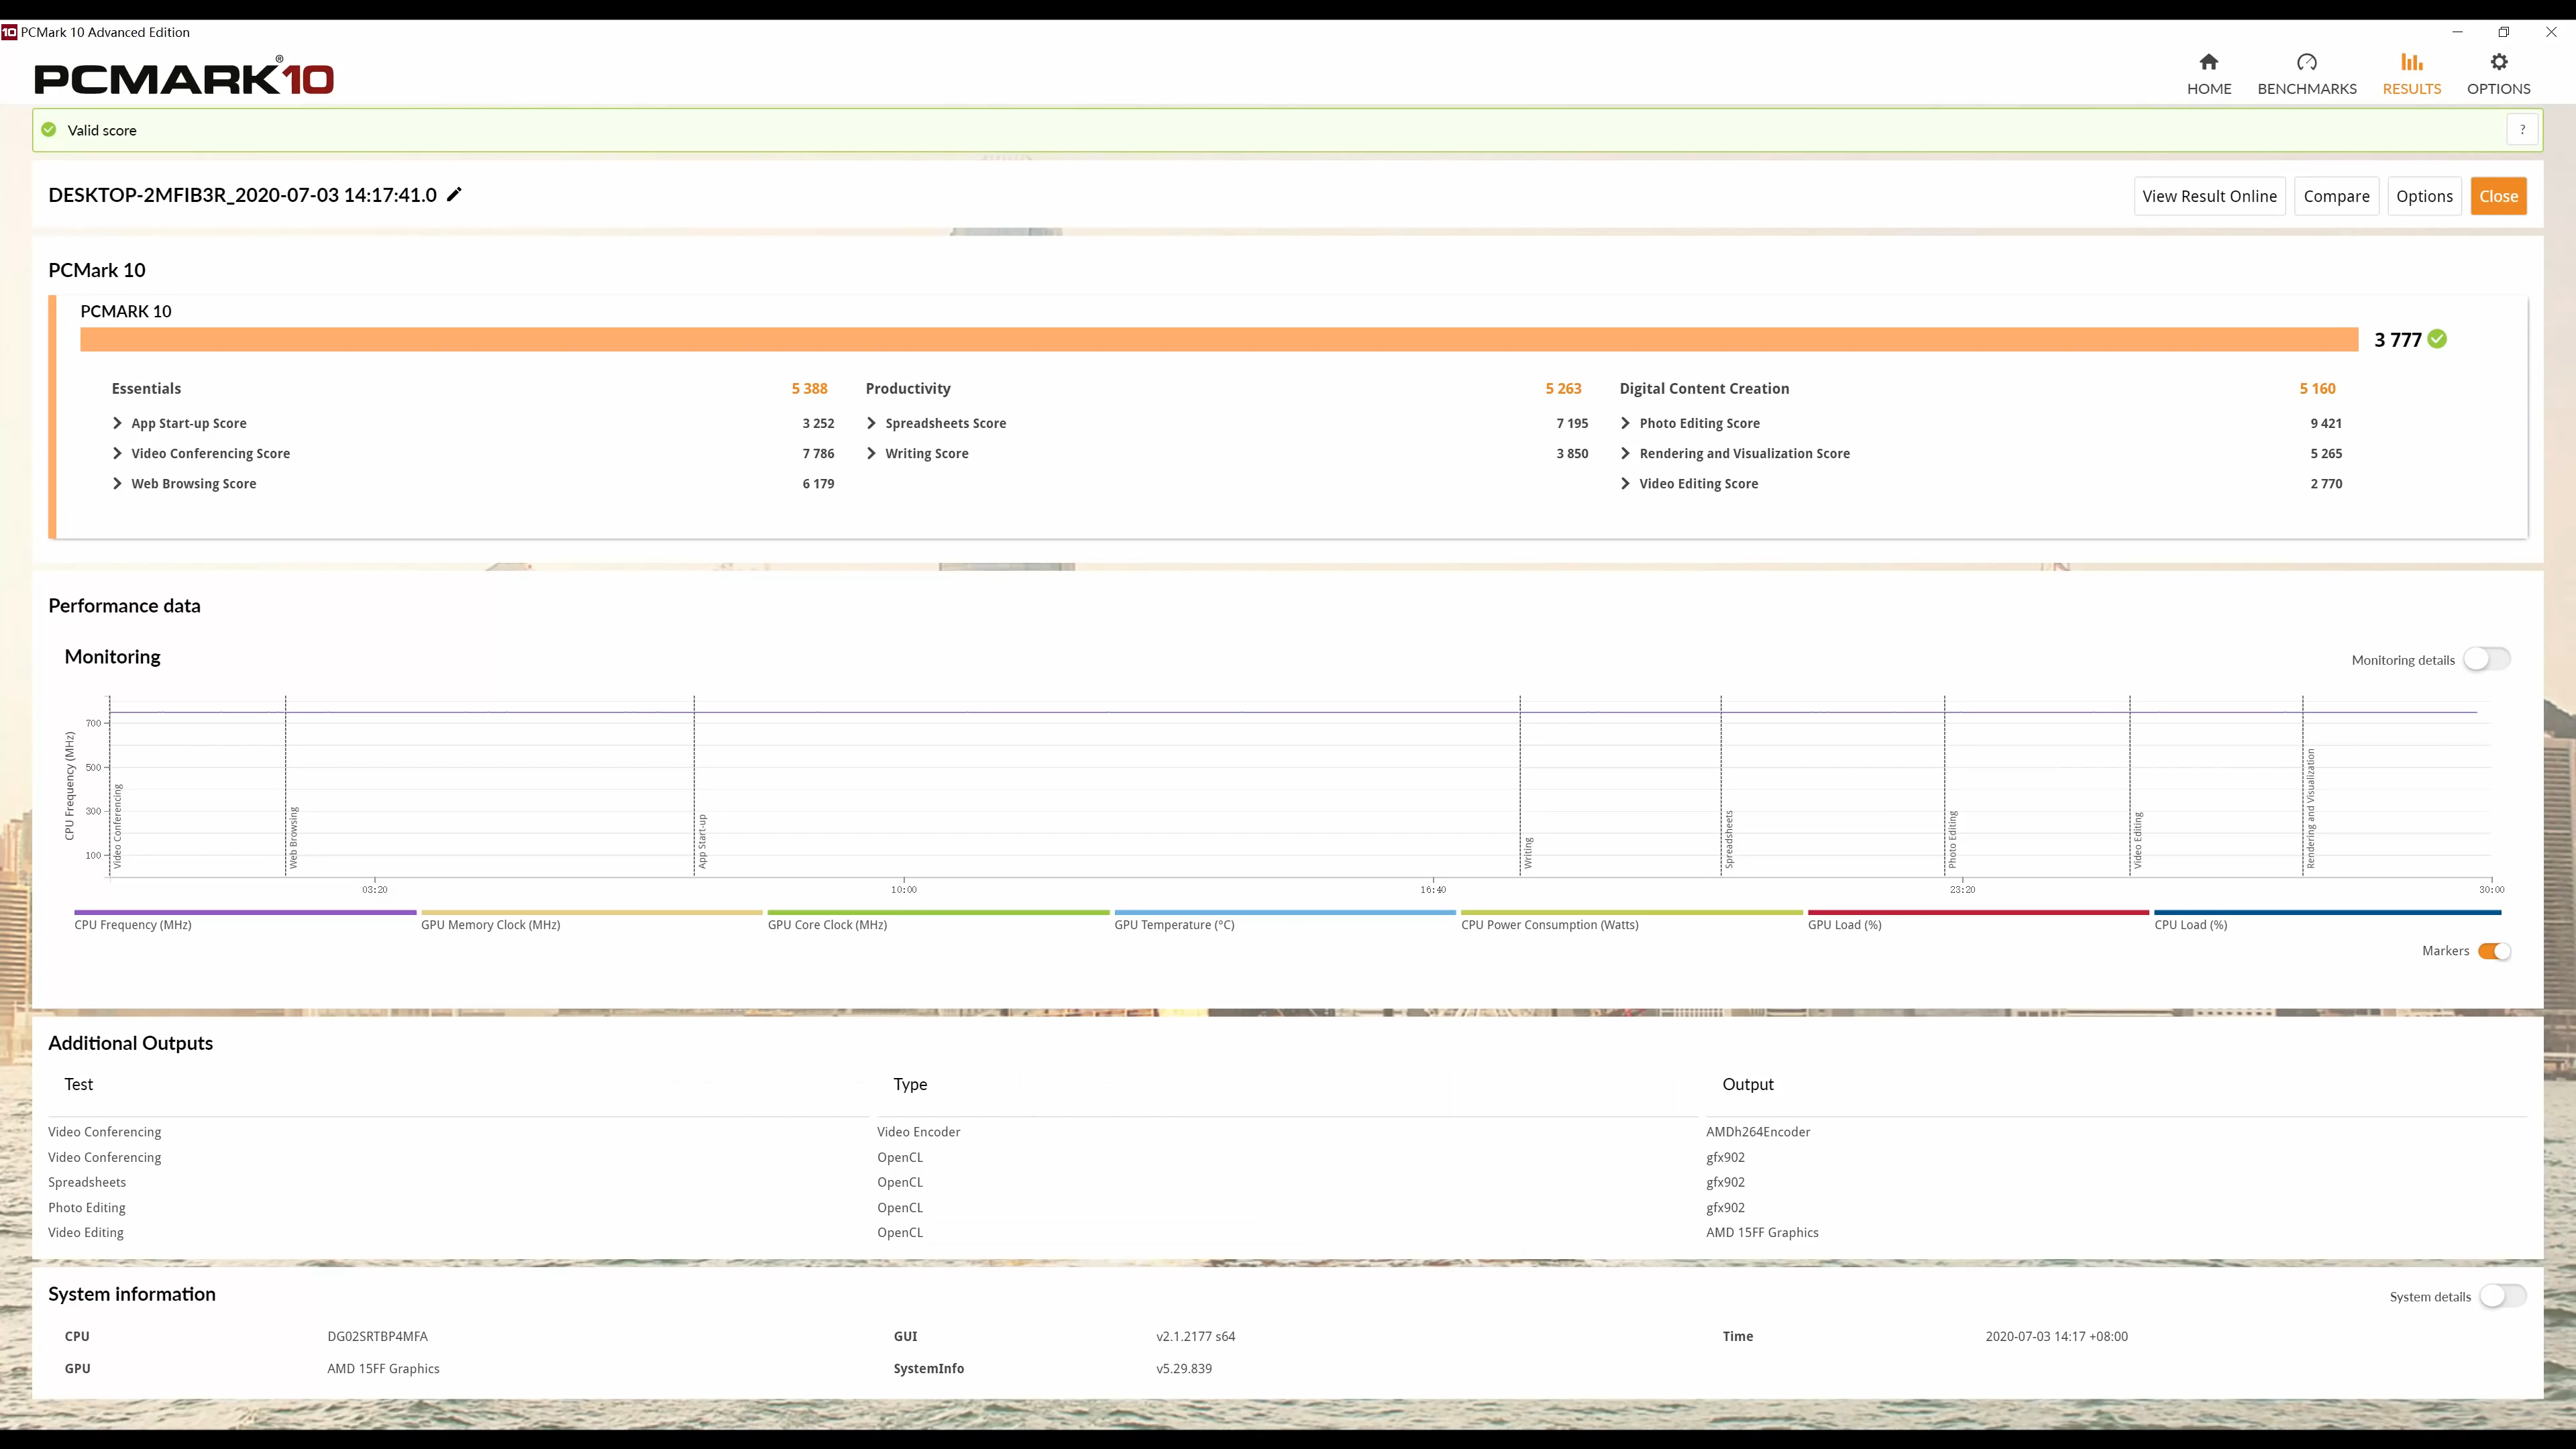 10 PCMark 10 Advanced Edition
PCMARK®10
HOME BENCHMARKS RESULTS OPTIONS
Valid score ?
DESKTOP-2MFIB3R_2020-07-03 14:17:41.0
View Result Online Compare Options Close
PCMark 10
PCMARK 10
3 777
Essentials 5 388
App Start-up Score 3 252
Video Conferencing Score 7 786
Web Browsing Score 6 179
Productivity 5 263
Spreadsheets Score 7 195
Writing Score 3 850
Digital Content Creation 5 160
Photo Editing Score 9 421
Rendering and Visualization Score 5 265
Video Editing Score 2 770
Performance data
Monitoring
Monitoring details
CPU Frequency (MHz)
700
500
300
100
Video Conferencing
Web Browsing
App Start-up
Writing
Spreadsheets
Photo Editing
Video Editing
Rendering and Visualization
03:20 10:00 16:40 23:20 30:00
CPU Frequency (MHz) GPU Memory Clock (MHz) GPU Core Clock (MHz) GPU Temperature (°C) CPU Power Consumption (Watts) GPU Load (%) CPU Load (%)
Markers
Additional Outputs
Test Type Output
Video Conferencing Video Encoder AMDh264Encoder
Video Conferencing OpenCL gfx902
Spreadsheets OpenCL gfx902
Photo Editing OpenCL gfx902
Video Editing OpenCL AMD 15FF Graphics
System information
System details
CPU DG02SRTBP4MFA GUI v2.1.2177 s64 Time 2020-07-03 14:17 +08:00
GPU AMD 15FF Graphics SystemInfo v5.29.839